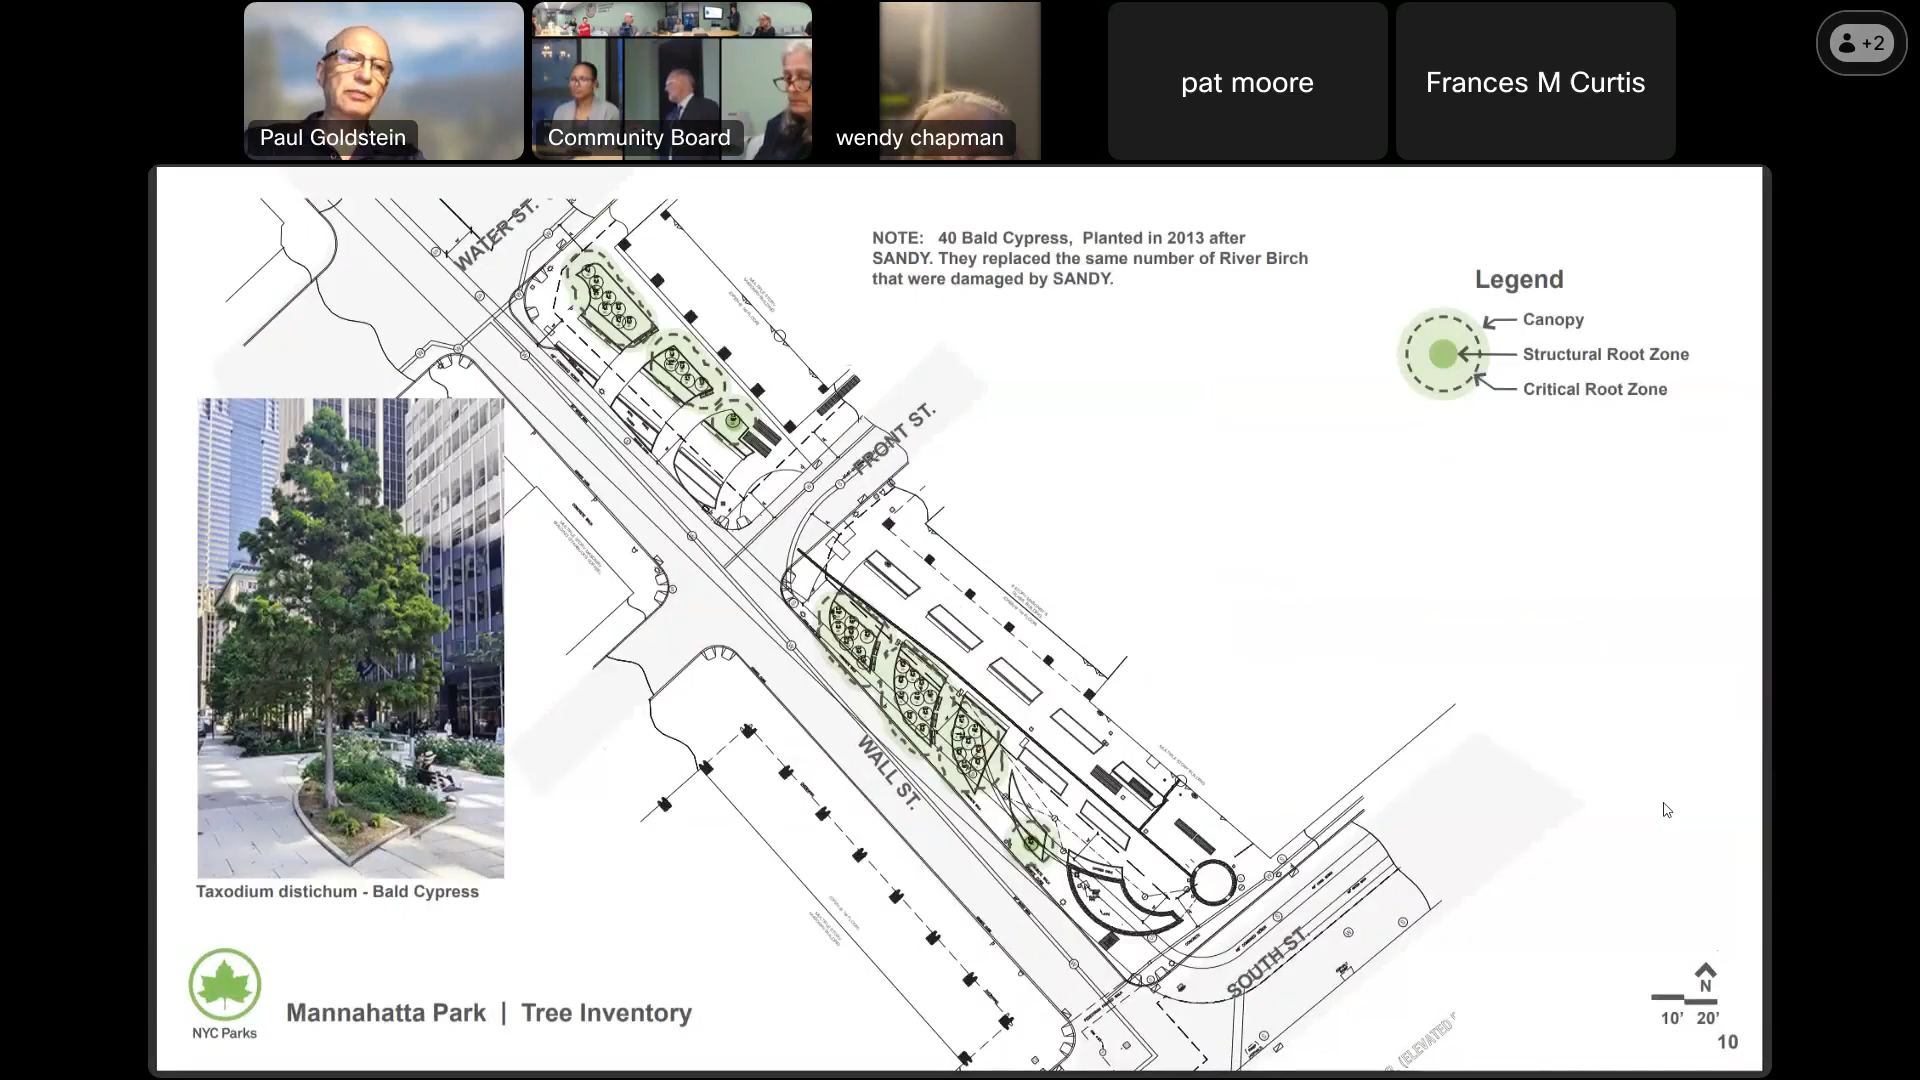 +2
pat moore
Frances M Curtis
Paul Goldstein
Community Board
wendy chapman
WATER ST.
NOTE: 40 Bald Cypress, Planted in 2013 after
SANDY. They replaced the same number of River Birch
that were damaged by SANDY.
Legend
Canopy
Structural Root Zone
Critical Root Zone
FRONT ST.
WALL ST.
SOUTH ST.
Taxodium distichum - Bald Cypress
NYC Parks
Mannahatta Park | Tree Inventory
(ELEVATED
N
10' 20'
10